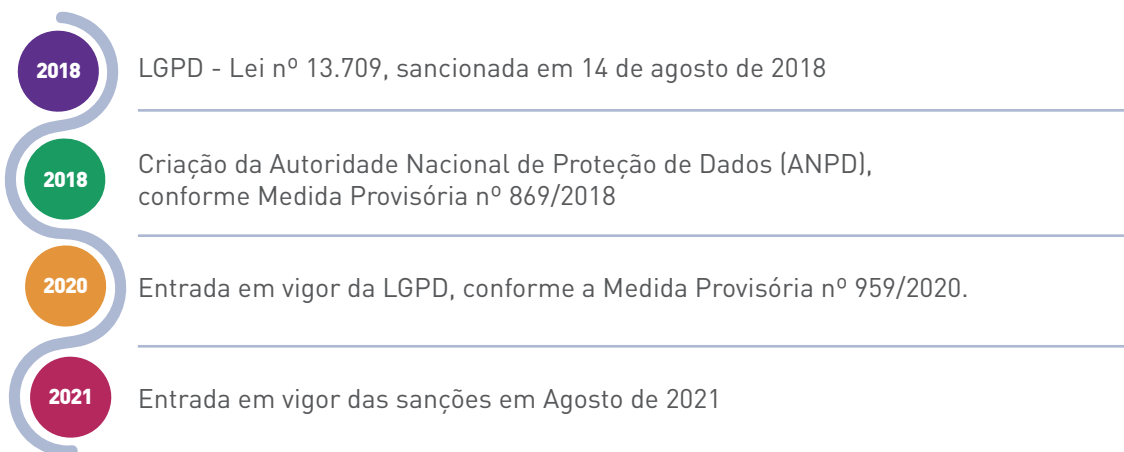 2018
LGPD - Lei nº 13.709, sancionada em 14 de agosto de 2018
2018
Criação da Autoridade Nacional de Proteção de Dados (ANPD),
conforme Medida Provisória nº 869/2018
2020
Entrada em vigor da LGPD, conforme a Medida Provisória nº 959/2020.
2021
Entrada em vigor das sanções em Agosto de 2021